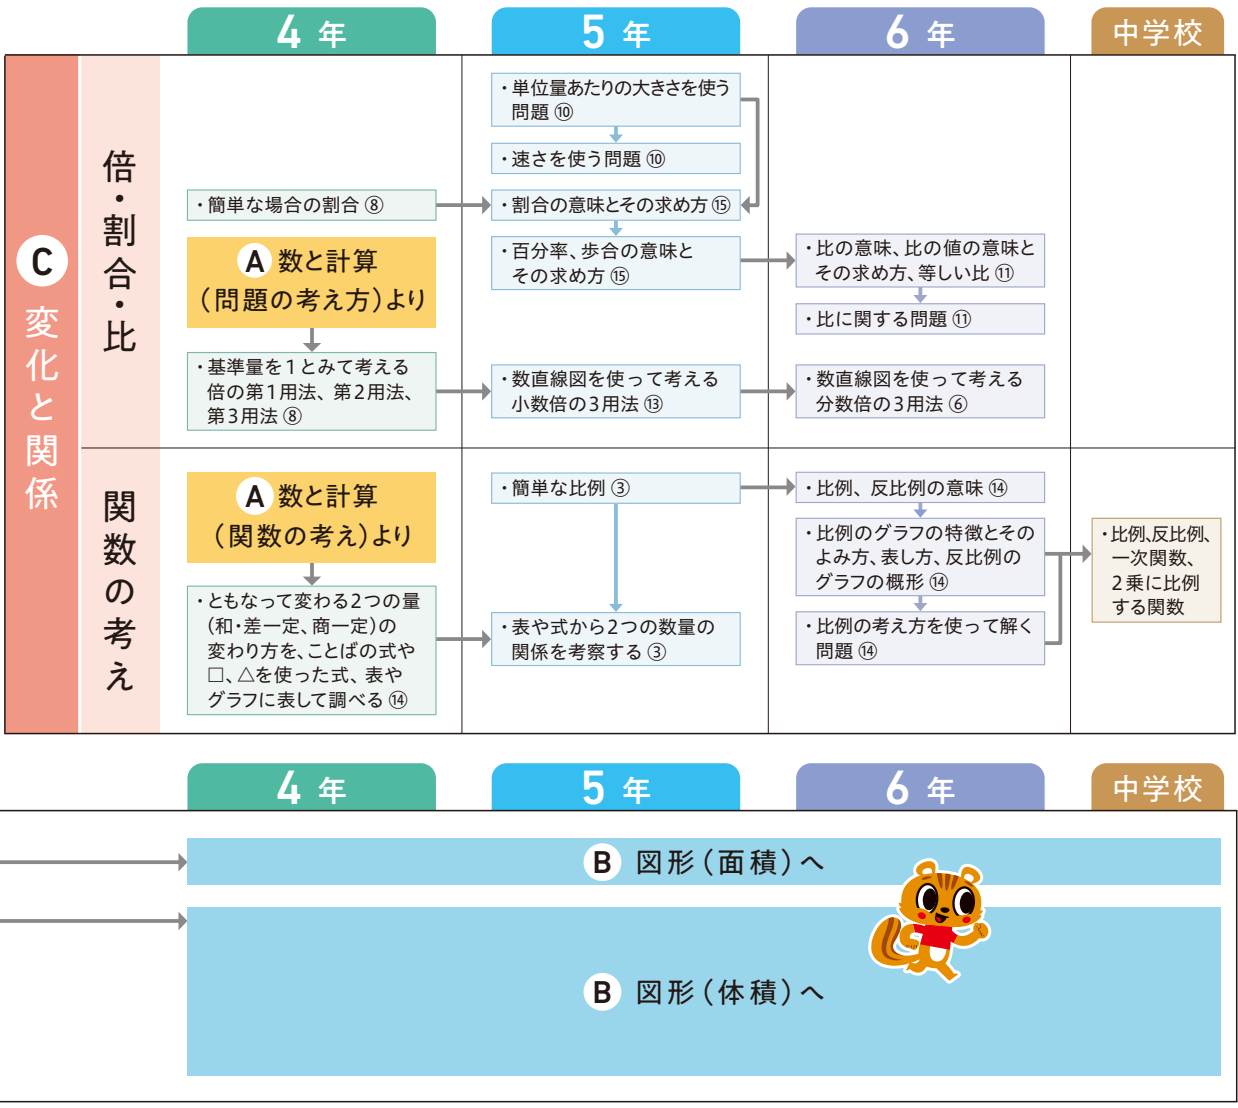 4 年
5 年
6 年
中学校
C
変化と関係
倍・割合・比
・単位量あたりの大きさを使う
問題 ⑩
・速さを使う問題 ⑩
・簡単な場合の割合 ⑧
・割合の意味とその求め方 ⑮
A 数と計算
(問題の考え方)より
・百分率、歩合の意味と
その求め方 ⑮
・比の意味、比の値の意味と
その求め方、等しい比 ⑪
・比に関する問題 ⑪
・基準量を1とみて考える
倍の第1用法、第2用法、
第3用法 ⑧
・数直線図を使って考える
小数倍の3用法 ⑬
・数直線図を使って考える
分数倍の3用法 ⑥
関数の考え
A 数と計算
(関数の考え)より
・ともなって変わる2つの量
(和・差一定、商一定)の
変わり方を、ことばの式や
□、△を使った式、表や
グラフに表して調べる ⑭
・簡単な比例 ③
・表や式から2つの数量の
関係を考察する ③
・比例、反比例の意味 ⑭
・比例のグラフの特徴とその
よみ方、表し方、反比例の
グラフの概形 ⑭
・比例の考え方を使って解く
問題 ⑭
・比例、反比例、
一次関数、
2乗に比例
する関数
4 年
5 年
6 年
中学校
B 図形(面積)へ
B 図形(体積)へ